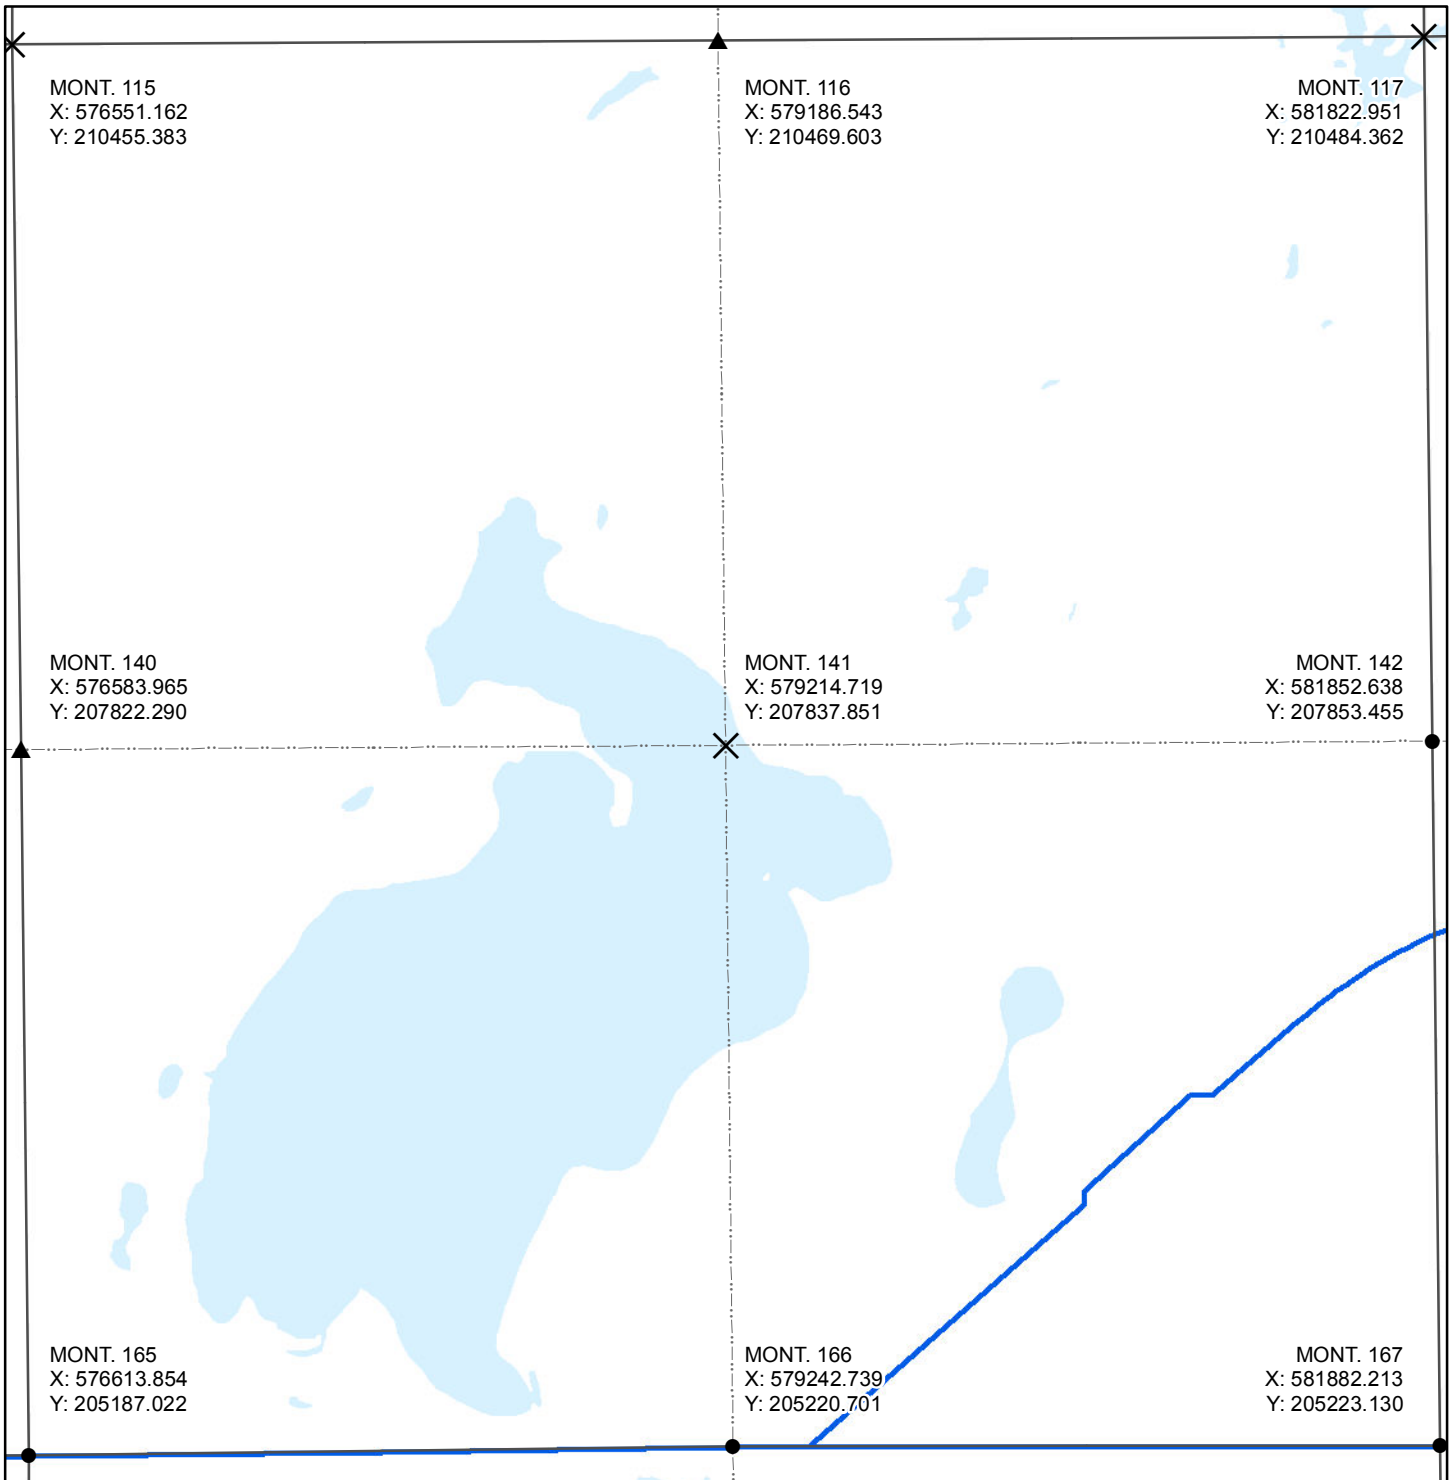 MONT. 115
X: 576551.162
Y: 210455.383
MONT. 116
X: 579186.543
Y: 210469.603
MONT. 117
X: 581822.951
Y: 210484.362
MONT. 140
X: 576583.965
Y: 207822.290
MONT. 141
X: 579214.719
Y: 207837.851
MONT. 142
X: 581852.638
Y: 207853.455
MONT. 165
X: 576613.854
Y: 205187.022
MONT. 166
X: 579242.739
Y: 205220.701
MONT. 167
X: 581882.213
Y: 205223.130